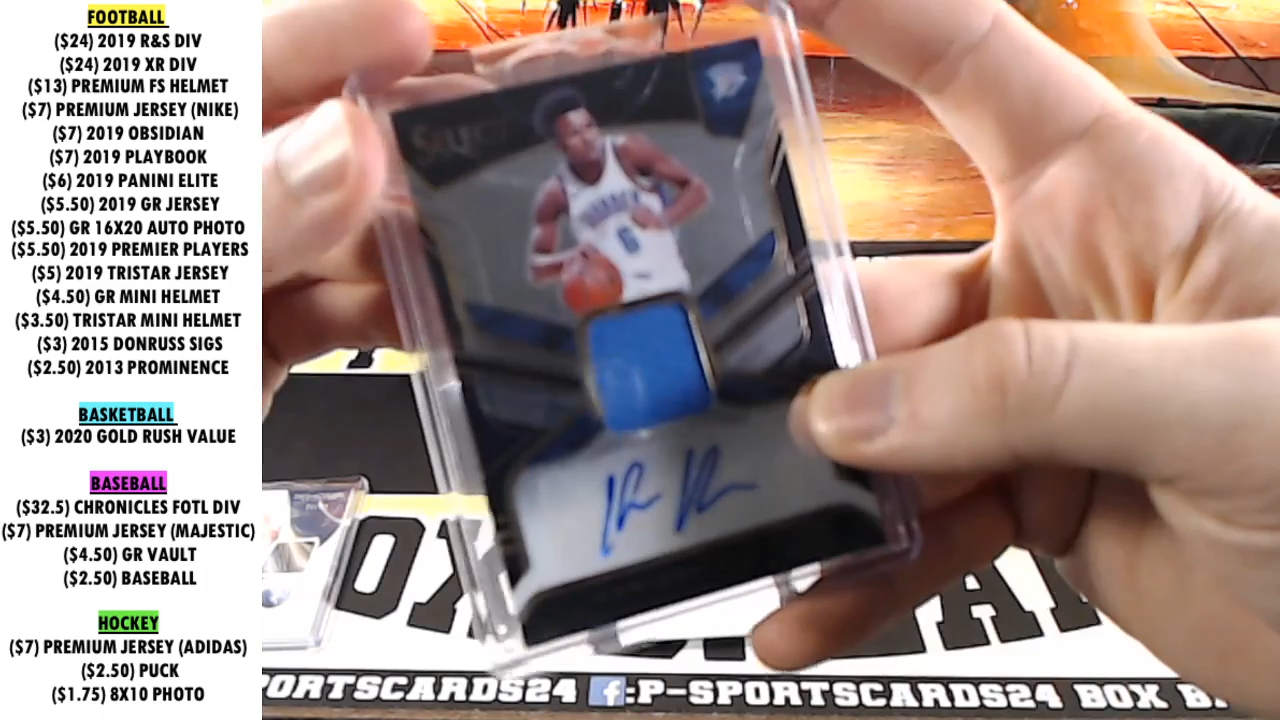 FOOTBALL
($24) 2019 R&S DIV
($24) 2019 XR DIV
($13) PREMIUM FS HELMET
($7) PREMIUM JERSEY (NIKE)
($7) 2019 OBSIDIAN
($7) 2019 PLAYBOOK
($6) 2019 PANINI ELITE
($5.50) 2019 GR JERSEY
($5.50) GR 16X20 AUTO PHOTO
($5.50) 2019 PREMIER PLAYERS
($5) 2019 TRISTAR JERSEY
($4.50) GR MINI HELMET
($3.50) TRISTAR MINI HELMET
($3) 2015 DONRUSS SIGS
($2.50) 2013 PROMINENCE
BASKETBALL
($3) 2020 GOLD RUSH VALUE
BASEBALL
($32.5) CHRONICLES FOTL DIV
($7) PREMIUM JERSEY (MAJESTIC)
($4.50) GR VAULT
($2.50) BASEBALL
HOCKEY
($7) PREMIUM JERSEY (ADIDAS)
($2.50) PUCK
($1.75) 8X10 PHOTO
SELECT
THUNDER
6
ORTSCARDS24 f:P-SPORTSCARDS24 BOX B